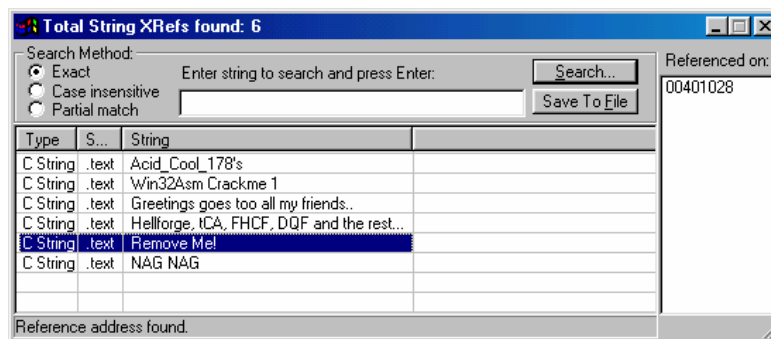 Total String XRefs found: 6
Search Method:
Exact
Case insensitive
Partial match
Enter string to search and press Enter:
Search...
Save To File
Referenced on:
00401028
Type S... String
C String .text Acid_Cool_178's
C String .text Win32Asm Crackme 1
C String .text Greetings goes too all my friends..
C String .text Hellforge, tCA, FHCF, DQF and the rest...
C String .text Remove Me!
C String .text NAG NAG
Reference address found.